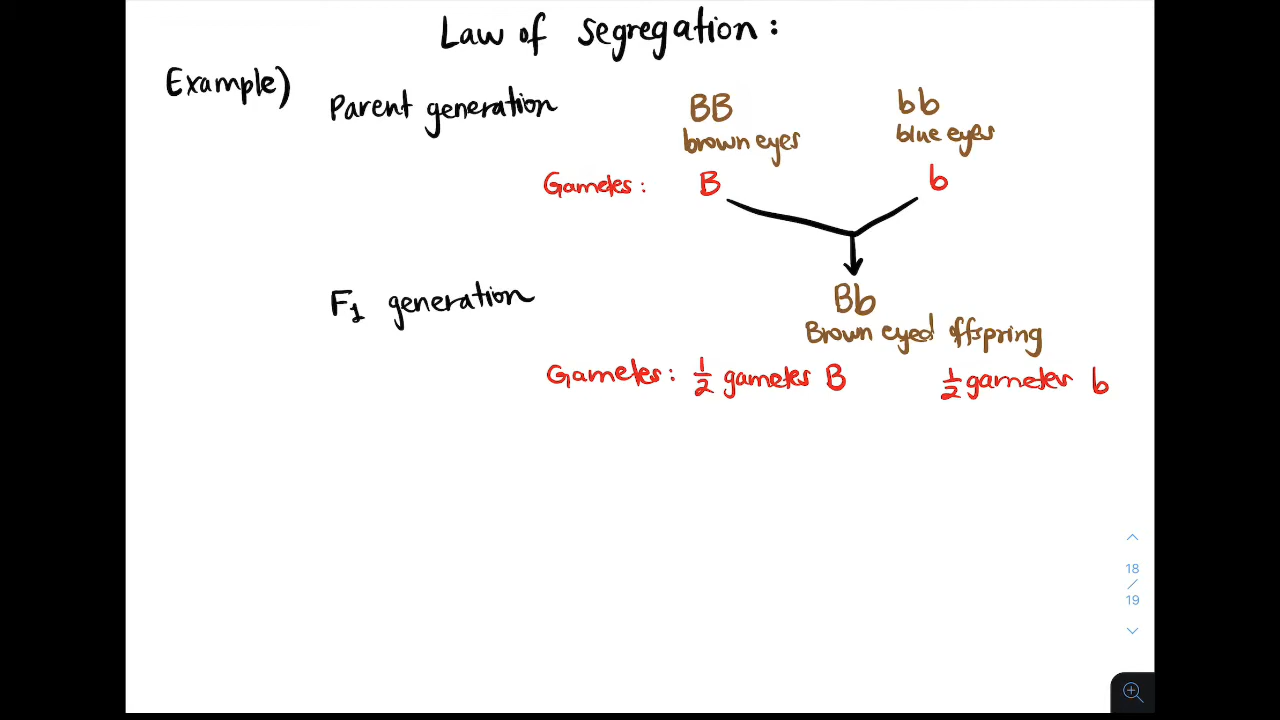 Law of segregation:
Example)
Parent generation
BB
bb
brown eyes
blue eyes
Gametes:
B
b
F1 generation
Bb
Brown eyed offspring
Gametes: 1/2 gametes B
1/2 gametes b
18
/
19